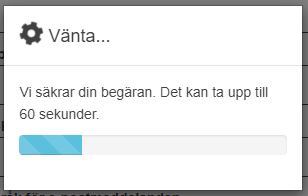 Vänta...
Vi säkrar din begäran. Det kan ta upp till
60 sekunder.